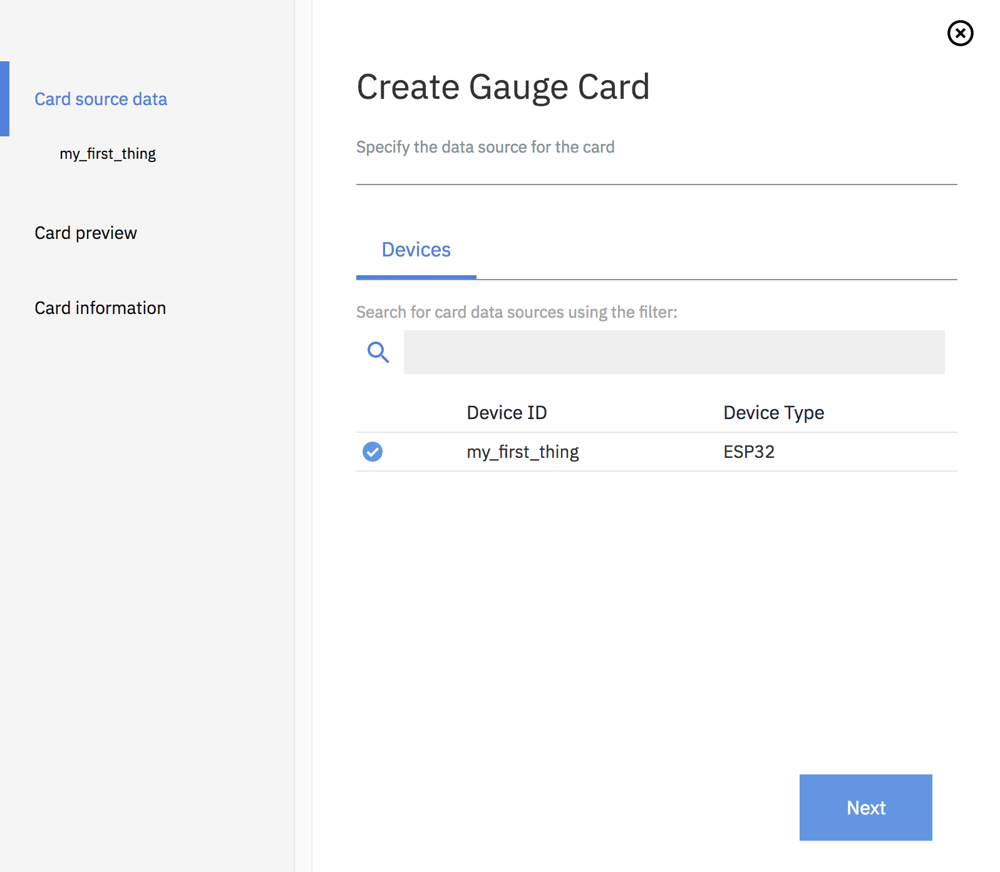 Card source data
my_first_thing
Card preview
Card information
Create Gauge Card
Specify the data source for the card
Devices
Search for card data sources using the filter:
Device ID Device Type
my_first_thing ESP32
Next